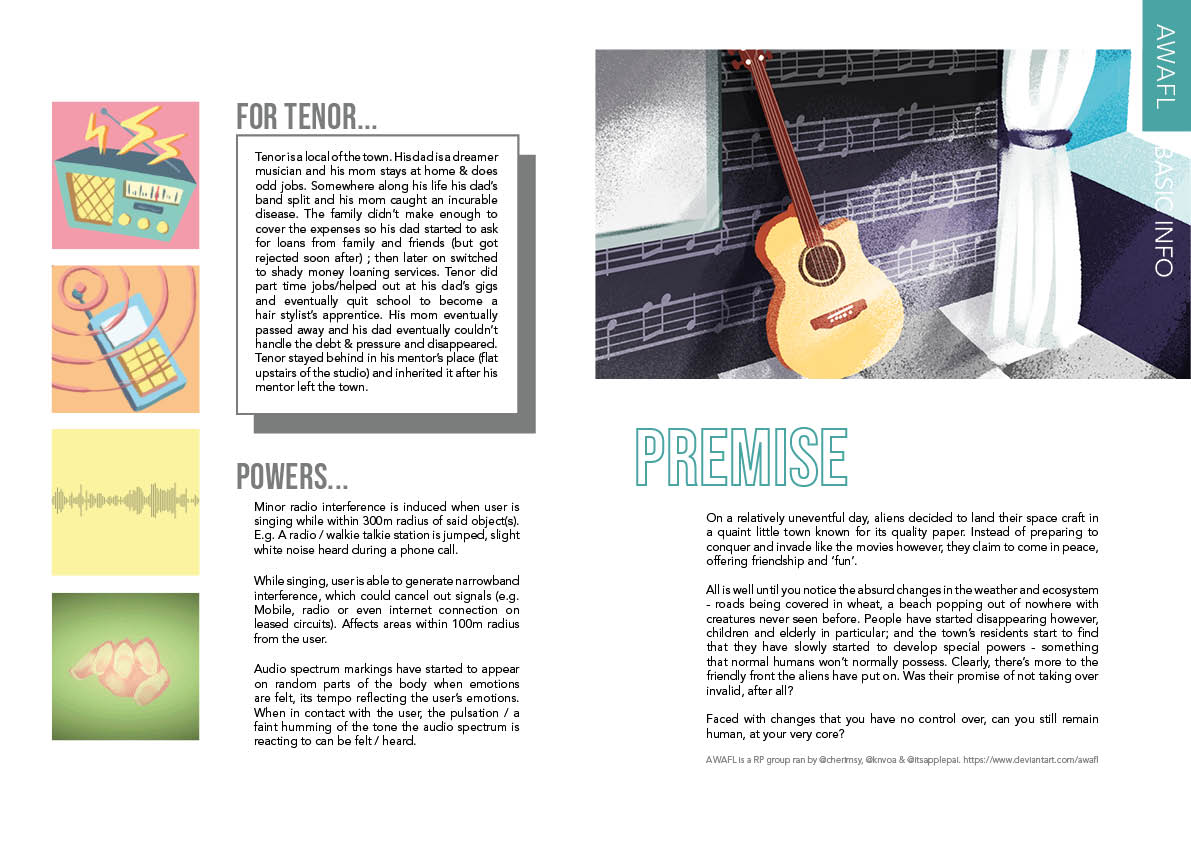 FOR TENOR...
Tenor is a local of the town. His dad is a dreamer
musician and his mom stays at home & does
odd jobs. Somewhere along his life his dad's
band split and his mom caught an incurable
disease. The family didn't make enough to
cover the expenses so his dad started to ask
for loans from family and friends (but got
rejected soon after) ; then later on switched
to shady money loaning services. Tenor did
part time jobs/helped out at his dad's gigs
and eventually quit school to become a
hair stylist's apprentice. His mom eventually
passed away and his dad eventually couldn't
handle the debt & pressure and disappeared.
Tenor stayed behind in his mentor's place (flat
upstairs of the studio) and inherited it after his
mentor left the town.
POWERS...
Minor radio interference is induced when user is
singing while within 300m radius of said object(s).
E.g. A radio / walkie talkie station is jumped, slight
white noise heard during a phone call.
While singing, user is able to generate narrowband
interference, which could cancel out signals (e.g.
Mobile, radio or even internet connection on
leased circuits). Affects areas within 100m radius
from the user.
Audio spectrum markings have started to appear
on random parts of the body when emotions
are felt, its tempo reflecting the user's emotions.
When in contact with the user, the pulsation / a
faint humming of the tone the audio spectrum is
reacting to can be felt / heard.
AWAFL
BASIC INFO
PREMISE
On a relatively uneventful day, aliens decided to land their space craft in
a quaint little town known for its quality paper. Instead of preparing to
conquer and invade like the movies however, they claim to come in peace,
offering friendship and 'fun'.
All is well until you notice the absurd changes in the weather and ecosystem
- roads being covered in wheat, a beach popping out of nowhere with
creatures never seen before. People have started disappearing however,
children and elderly in particular; and the town's residents start to find
that they have slowly started to develop special powers - something
that normal humans won't normally possess. Clearly, there's more to the
friendly front the aliens have put on. Was their promise of not taking over
invalid, after all?
Faced with changes that you have no control over, can you still remain
human, at your very core?
AWAFL is a RP group ran by @cherimsy, @knvoa & @itsapplepai. https://www.deviantart.com/awafl